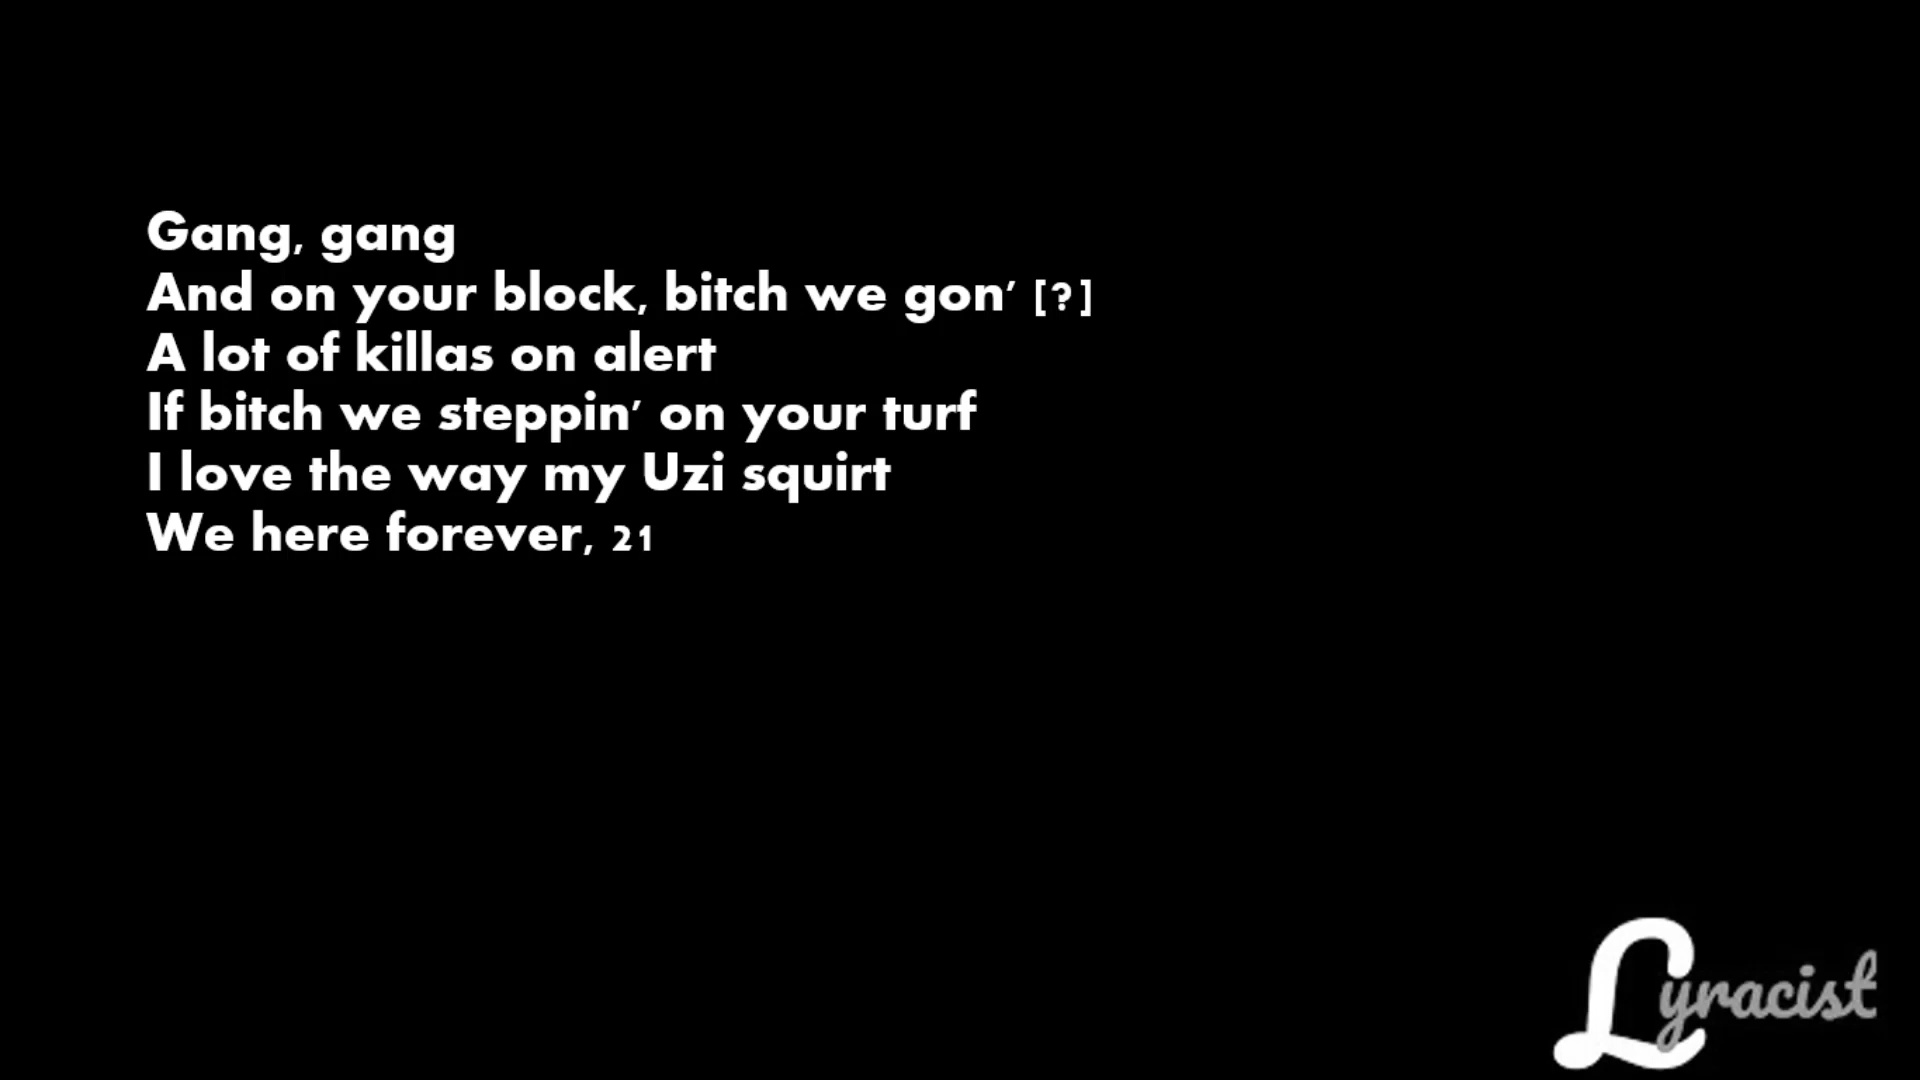 Gang, gang
And on your block, bitch we gon’ [?]
A lot of killas on alert
If bitch we steppin’ on your turf
I love the way my Uzi squirt
We here forever, 21
Lyracist